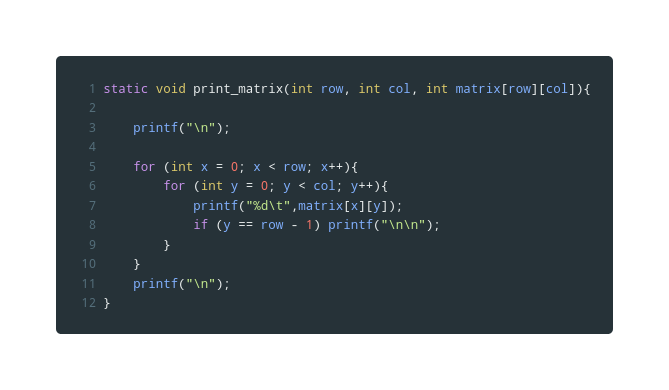 1 static void print_matrix(int row, int col, int matrix[row][col]){
2
3     printf("\n");
4
5     for (int x = 0; x < row; x++){
6         for (int y = 0; y < col; y++){
7             printf("%d\t",matrix[x][y]);
8             if (y == row - 1) printf("\n\n");
9         }
10     }
11     printf("\n");
12 }